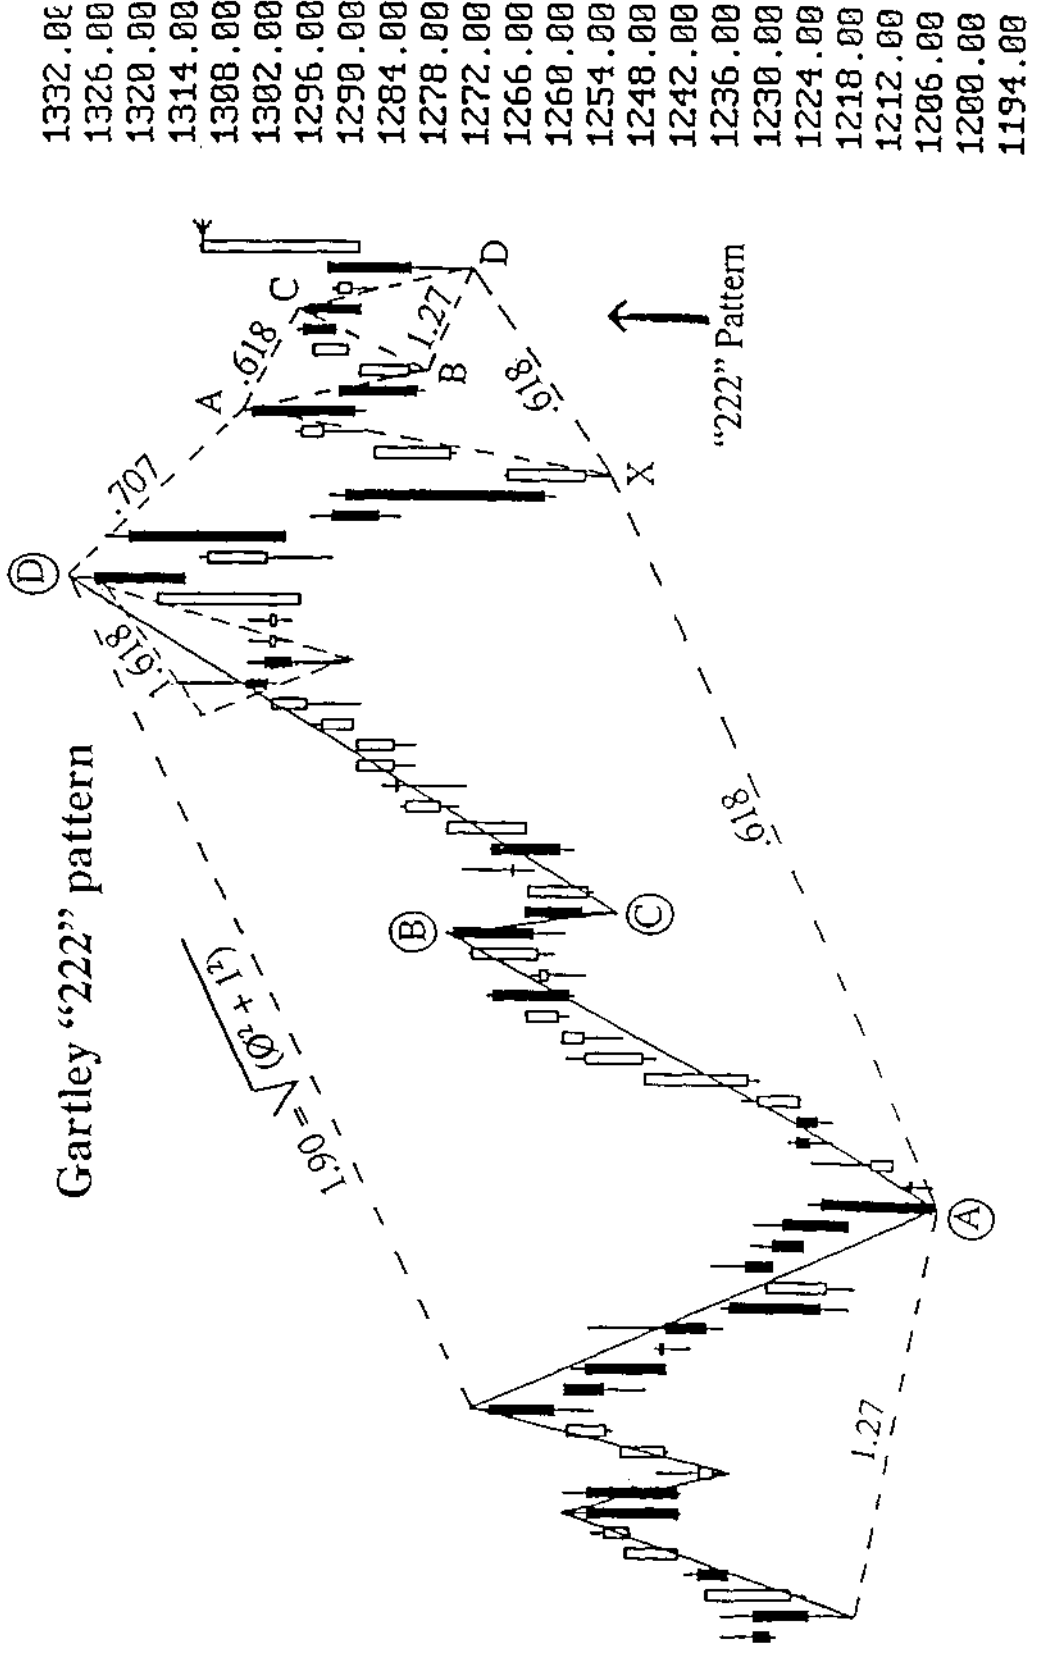 Gartley “222” pattern
1332.00
1326.00
1320.00
1314.00
1308.00
1302.00
1296.00
1290.00
1284.00
1278.00
1272.00
1266.00
1260.00
1254.00
1248.00
1242.00
1236.00
1230.00
1224.00
1218.00
1212.00
1206.00
1200.00
1194.00
D
.707
A
.618
C
1.618
1.27
B
D
.618
X
“222” Pattern
1.90 = √(Ø² + 1²)
B
C
.618
A
1.27